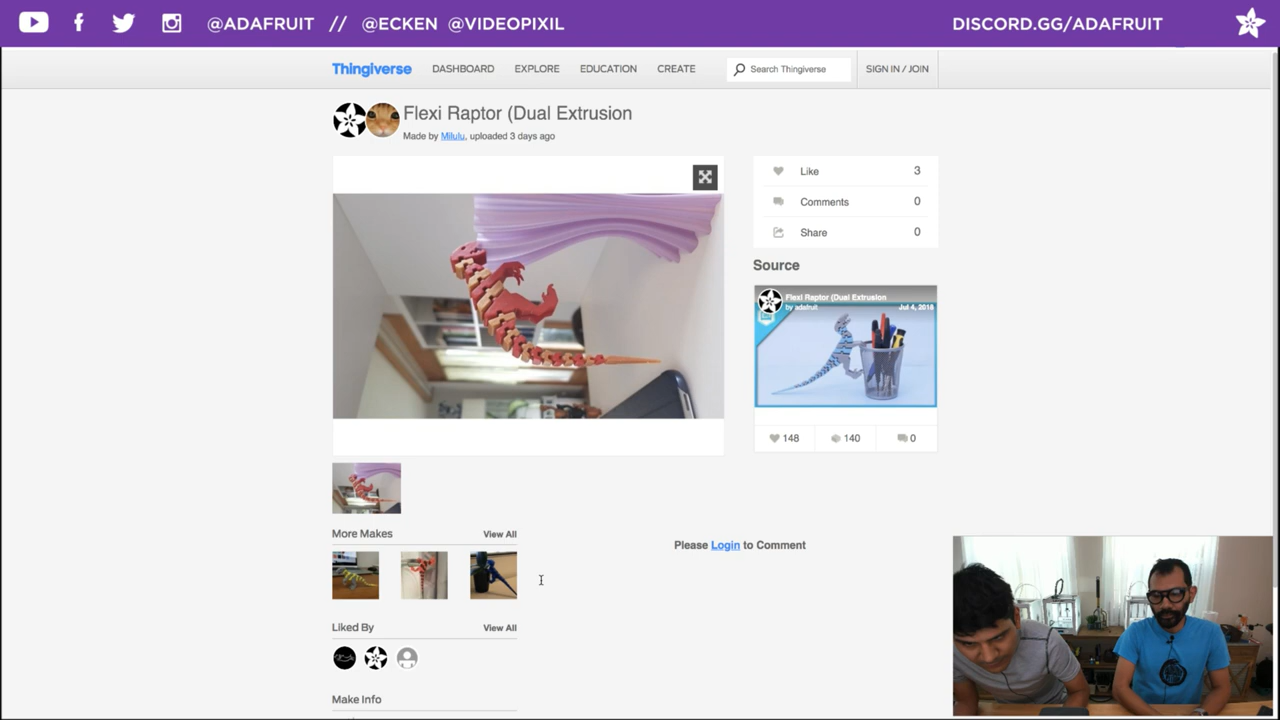 @ADAFRUIT // @ECKEN @VIDEOPIXIL
DISCORD.GG/ADAFRUIT
Thingiverse
DASHBOARD
EXPLORE
EDUCATION
CREATE
Search Thingiverse
SIGN IN / JOIN
Flexi Raptor (Dual Extrusion
Made by Milulu, uploaded 3 days ago
Like 3
Comments 0
Share 0
Source
Flexi Raptor (Dual Extrusion
by adafruit
Jul 4, 2018
148
140
0
More Makes
View All
Please Login to Comment
Liked By
View All
Make Info